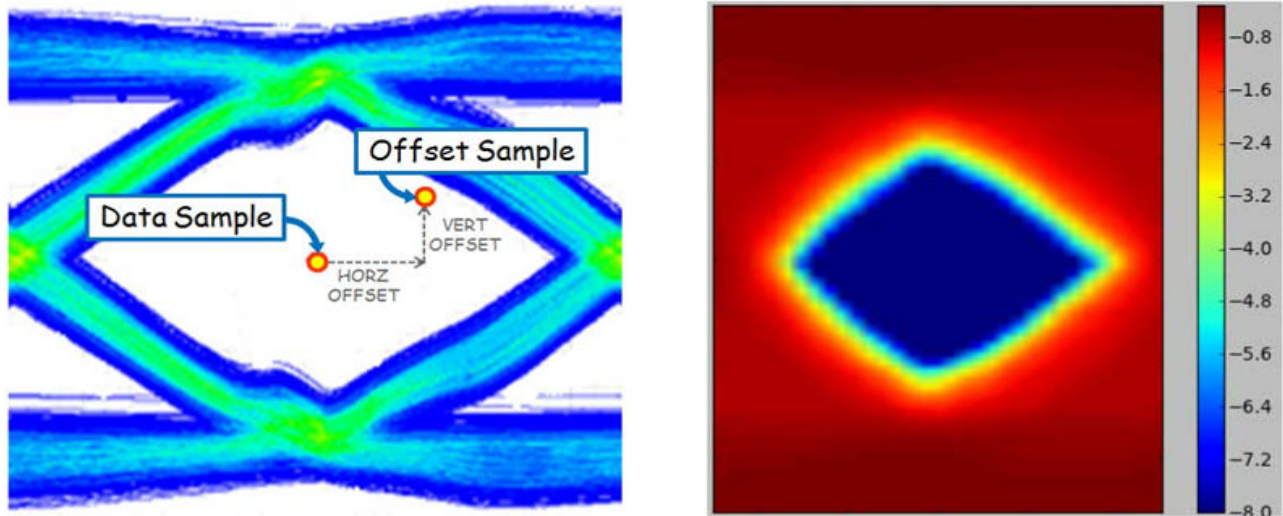 Offset Sample
Data Sample
VERT
OFFSET
HORZ
OFFSET
−0.8
−1.6
−2.4
−3.2
−4.0
−4.8
−5.6
−6.4
−7.2
−8.0